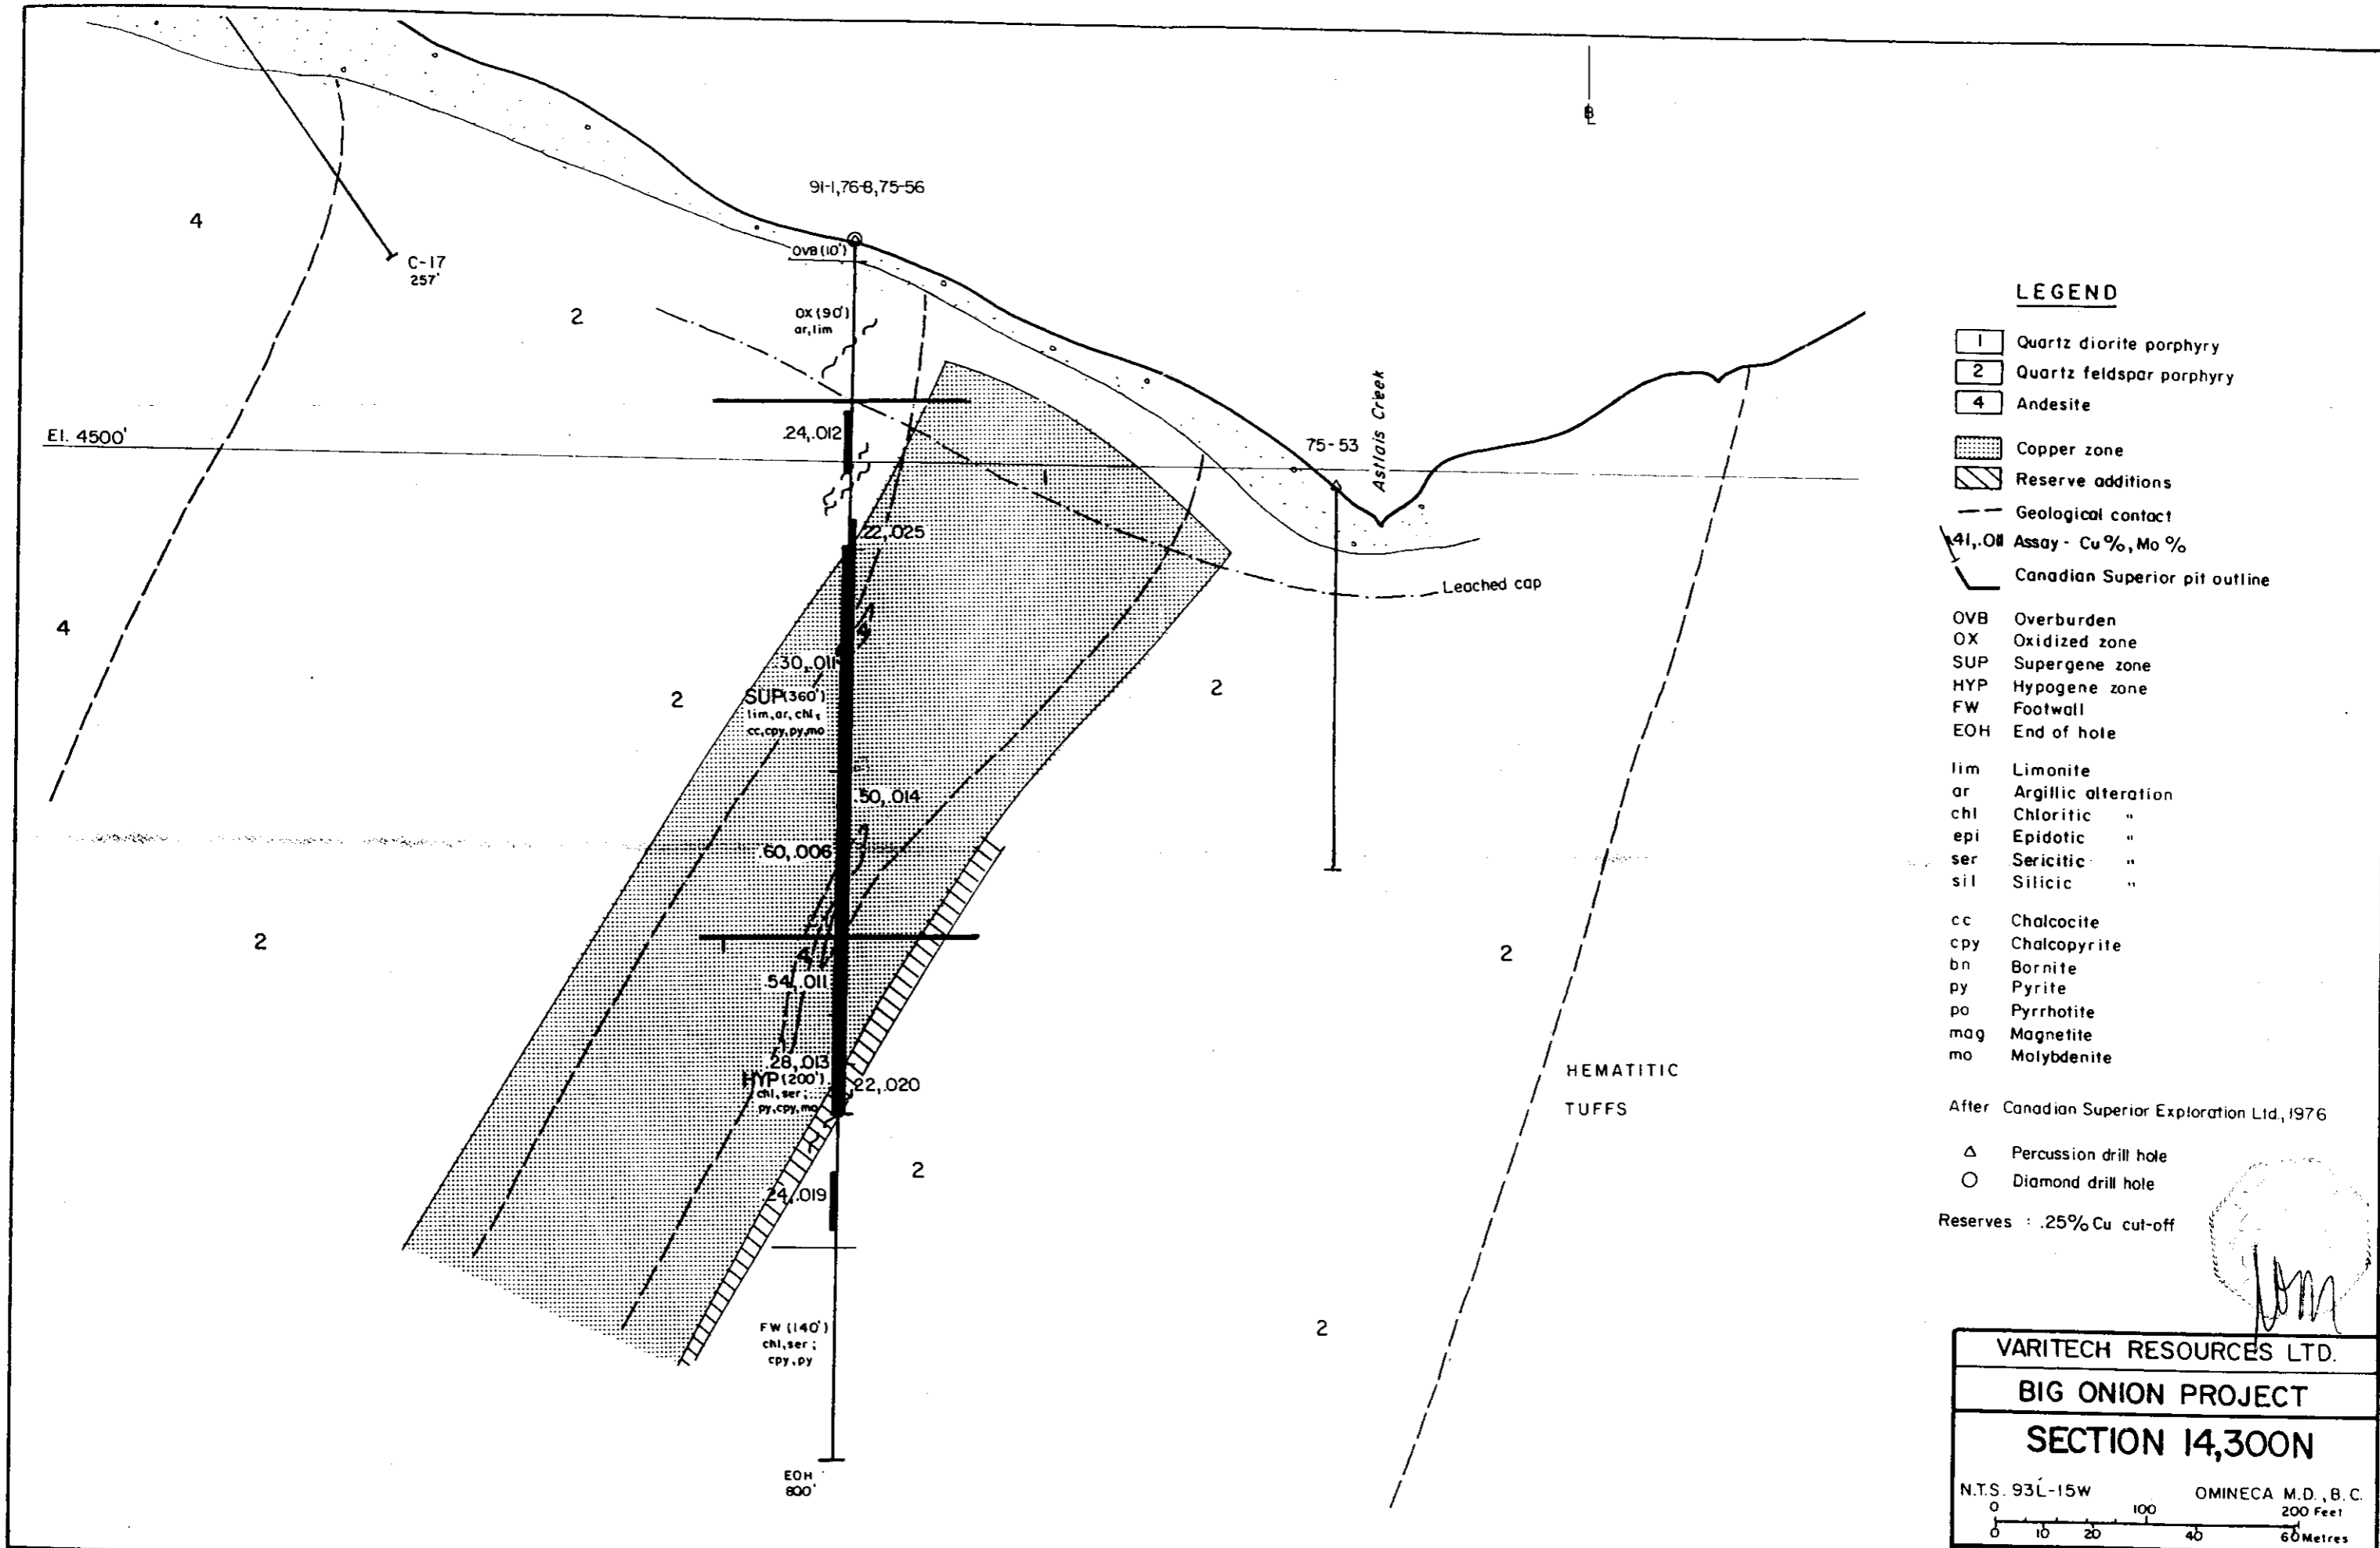 B
91-1,76-8,75-56
4
C-17
257'
OVB (10')
2
OX (90')
ar, lim
El. 4500'
.24,.012
1
75-53
Astlais Creek
.22,.025
Leached cap
4
4
.30,.011
SUP (360')
lim, ar, chl;
cc,cpy,py,mo
2
2
.50,.014
.60,.006
2
1
4
.54,.011
2
.28,.013
HYP (200')
chl, ser;
py,cpy,mo
.22,.020
2
.24,.019
HEMATITIC
TUFFS
FW (140')
chl, ser;
cpy, py
2
EOH
800'
LEGEND
1 Quartz diorite porphyry
2 Quartz feldspar porphyry
4 Andesite
Copper zone
Reserve additions
Geological contact
.41,.011 Assay - Cu %, Mo %
Canadian Superior pit outline
OVB Overburden
OX Oxidized zone
SUP Supergene zone
HYP Hypogene zone
FW Footwall
EOH End of hole
lim Limonite
ar Argillic alteration
chl Chloritic "
epi Epidotic "
ser Sericitic "
sil Silicic "
cc Chalcocite
cpy Chalcopyrite
bn Bornite
py Pyrite
po Pyrrhotite
mag Magnetite
mo Molybdenite
After Canadian Superior Exploration Ltd., 1976
Percussion drill hole
Diamond drill hole
Reserves : .25% Cu cut-off
VARITECH RESOURCES LTD.
BIG ONION PROJECT
SECTION 14,300N
N.T.S. 93L-15W OMINECA M.D., B.C.
0 100 200 Feet
0 10 20 40 60 Metres